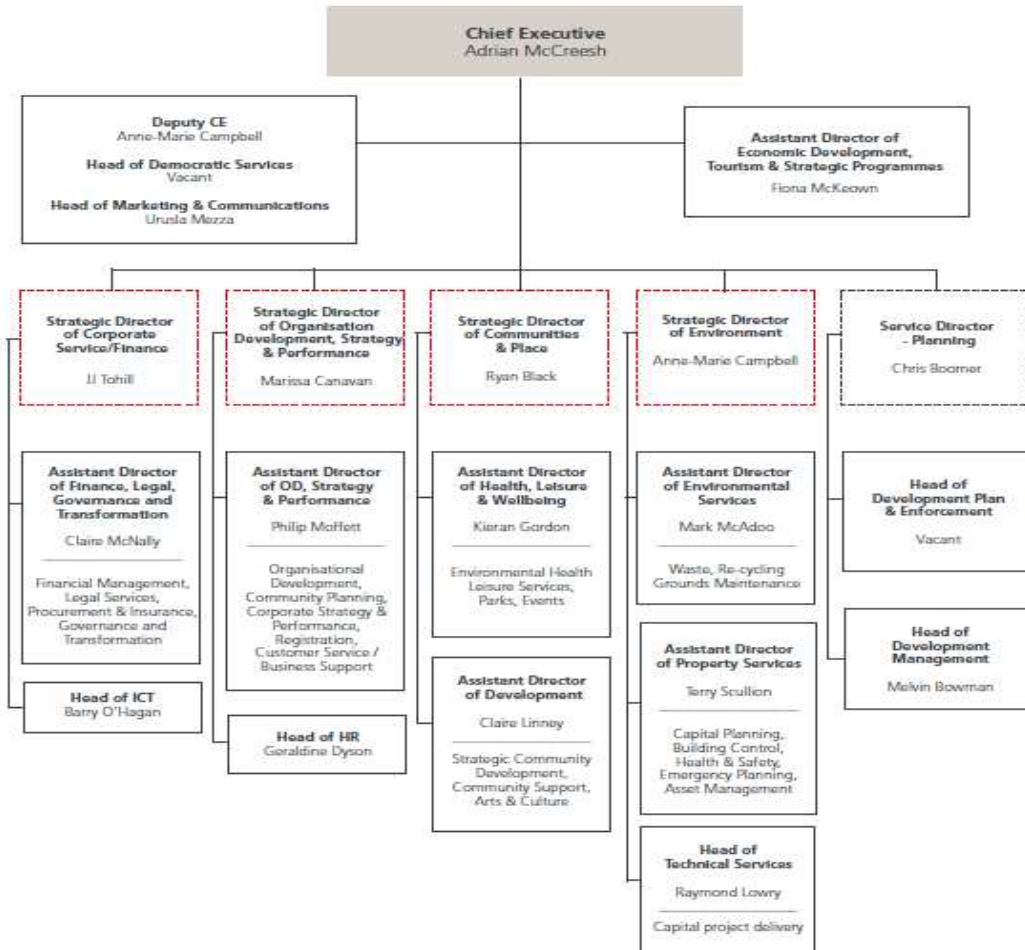 Chief Executive
Adrian McCreesh
Deputy CE
Anne-Marie Campbell
Head of Democratic Services
Vacant
Head of Marketing & Communications
Urusla Mezza
Assistant Director of
Economic Development,
Tourism & Strategic Programmes
Fiona McKeown
Strategic Director
of Corporate
Service/Finance
JJ Tohill
Strategic Director
of Organisation
Development, Strategy
& Performance
Marissa Canavan
Strategic Director
of Communities
& Place
Ryan Black
Strategic Director
of Environment
Anne-Marie Campbell
Service Director
- Planning
Chris Boomer
Assistant Director
of Finance, Legal,
Governance and
Transformation
Claire McNally
Financial Management,
Legal Services,
Procurement & Insurance,
Governance and
Transformation
Head of ICT
Barry O'Hagan
Assistant Director
of OD, Strategy
& Performance
Philip Moffett
Organisational
Development,
Community Planning,
Corporate Strategy &
Performance,
Registration,
Customer Service /
Business Support
Head of HR
Geraldine Dyson
Assistant Director
of Health, Leisure
& Wellbeing
Kieran Gordon
Environmental Health
Leisure Services,
Parks, Events
Assistant Director
of Development
Claire Linney
Strategic Community
Development,
Community Support,
Arts & Culture
Assistant Director
of Environmental
Services
Mark McAdoo
Waste, Re-cycling
Grounds Maintenance
Assistant Director
of Property Services
Terry Scullion
Capital Planning,
Building Control,
Health & Safety,
Emergency Planning,
Asset Management
Head of
Technical Services
Raymond Lowry
Capital project delivery
Head of
Development Plan
& Enforcement
Vacant
Head of
Development
Management
Melvin Bowman